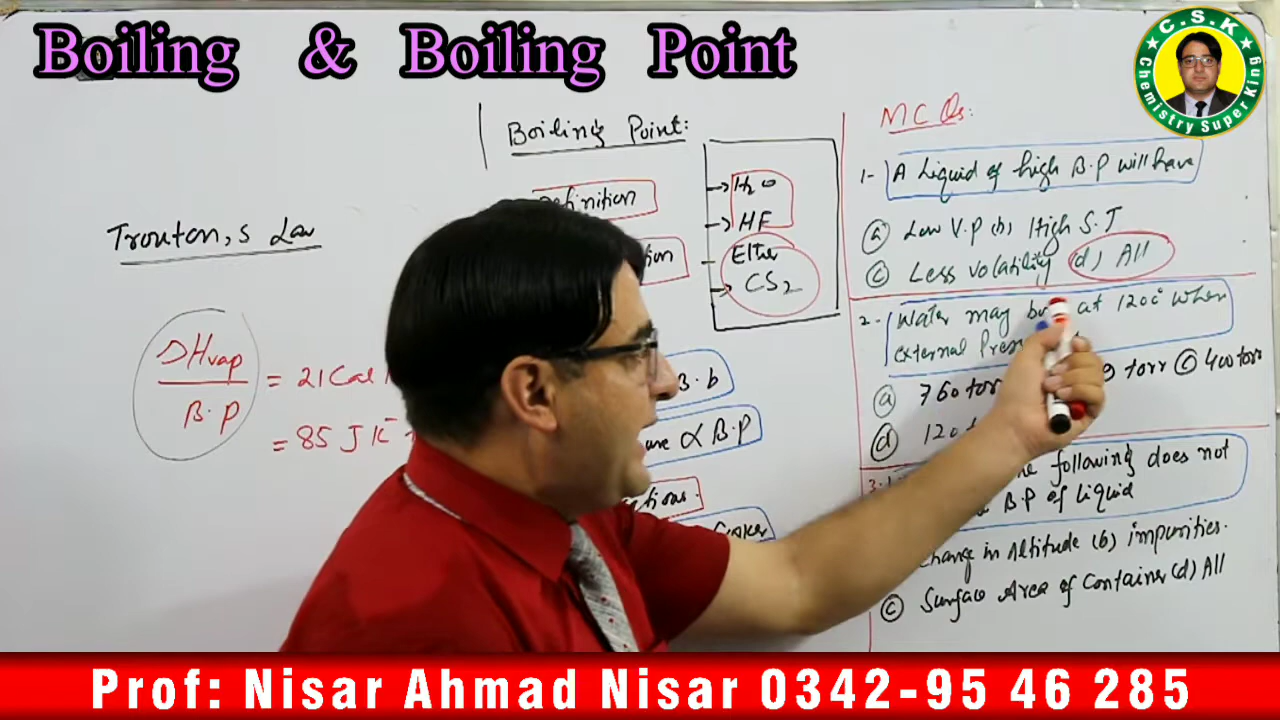 Boiling & Boiling Point
C.S.K
Chemistry Super King
Trouton,s Law
ΔHvap
B.P
= 21 Cal
= 85 J K⁻
Boiling Point:
H₂O
HF
Ether
CS₂
B.b
∝ B.P
MCQs:
1- A Liquid of high B.P will have
(a) Low V.P (b) High S.T
(c) Less volatility (d) All
2- Water may at 120c° when
external
(a) 760 torr torr (c) 400 torr
(d)
3. following does not
B.P of Liquid
Change in Altitude (b) impurities.
(c) Surface Area of Container (d) All
Prof: Nisar Ahmad Nisar 0342-95 46 285